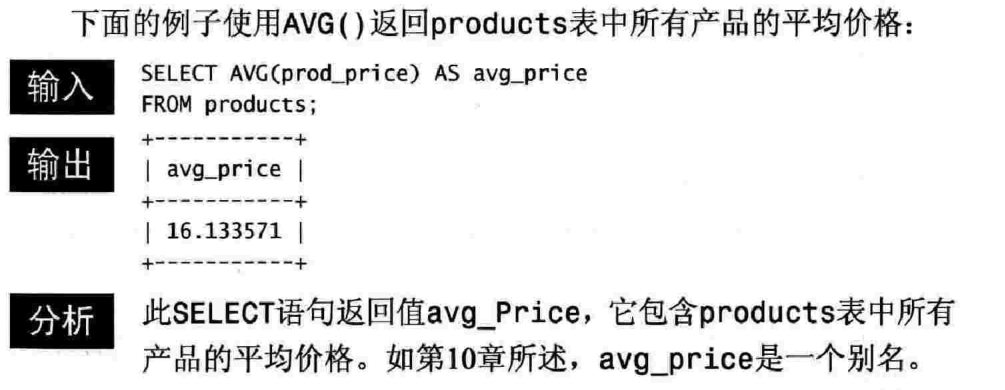 下面的例子使用AVG()返回products表中所有产品的平均价格：
输入
SELECT AVG(prod_price) AS avg_price
FROM products;
输出
+-----------+
| avg_price |
+-----------+
| 16.133571 |
+-----------+
分析
此SELECT语句返回值avg_Price，它包含products表中所有
产品的平均价格。如第10章所述，avg_price是一个别名。